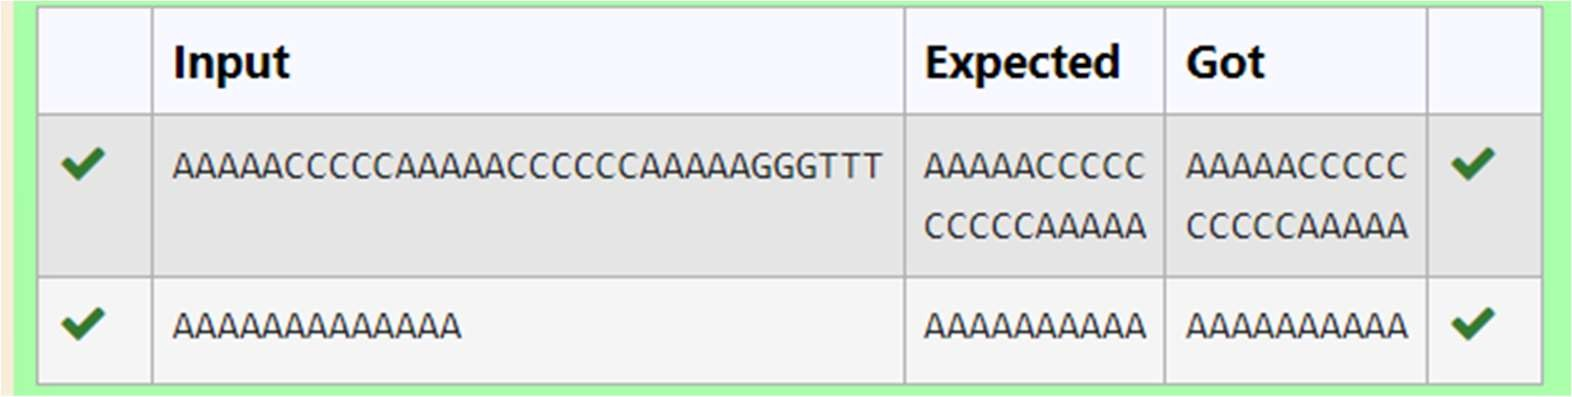 Input Expected Got
AAAAACCCCCAAAAACCCCCCAAAAAGGGTTT AAAAACCCCC AAAAACCCCC
CCCCCAAAAA CCCCCAAAAA
AAAAAAAAAAAAA AAAAAAAAAA AAAAAAAAAA